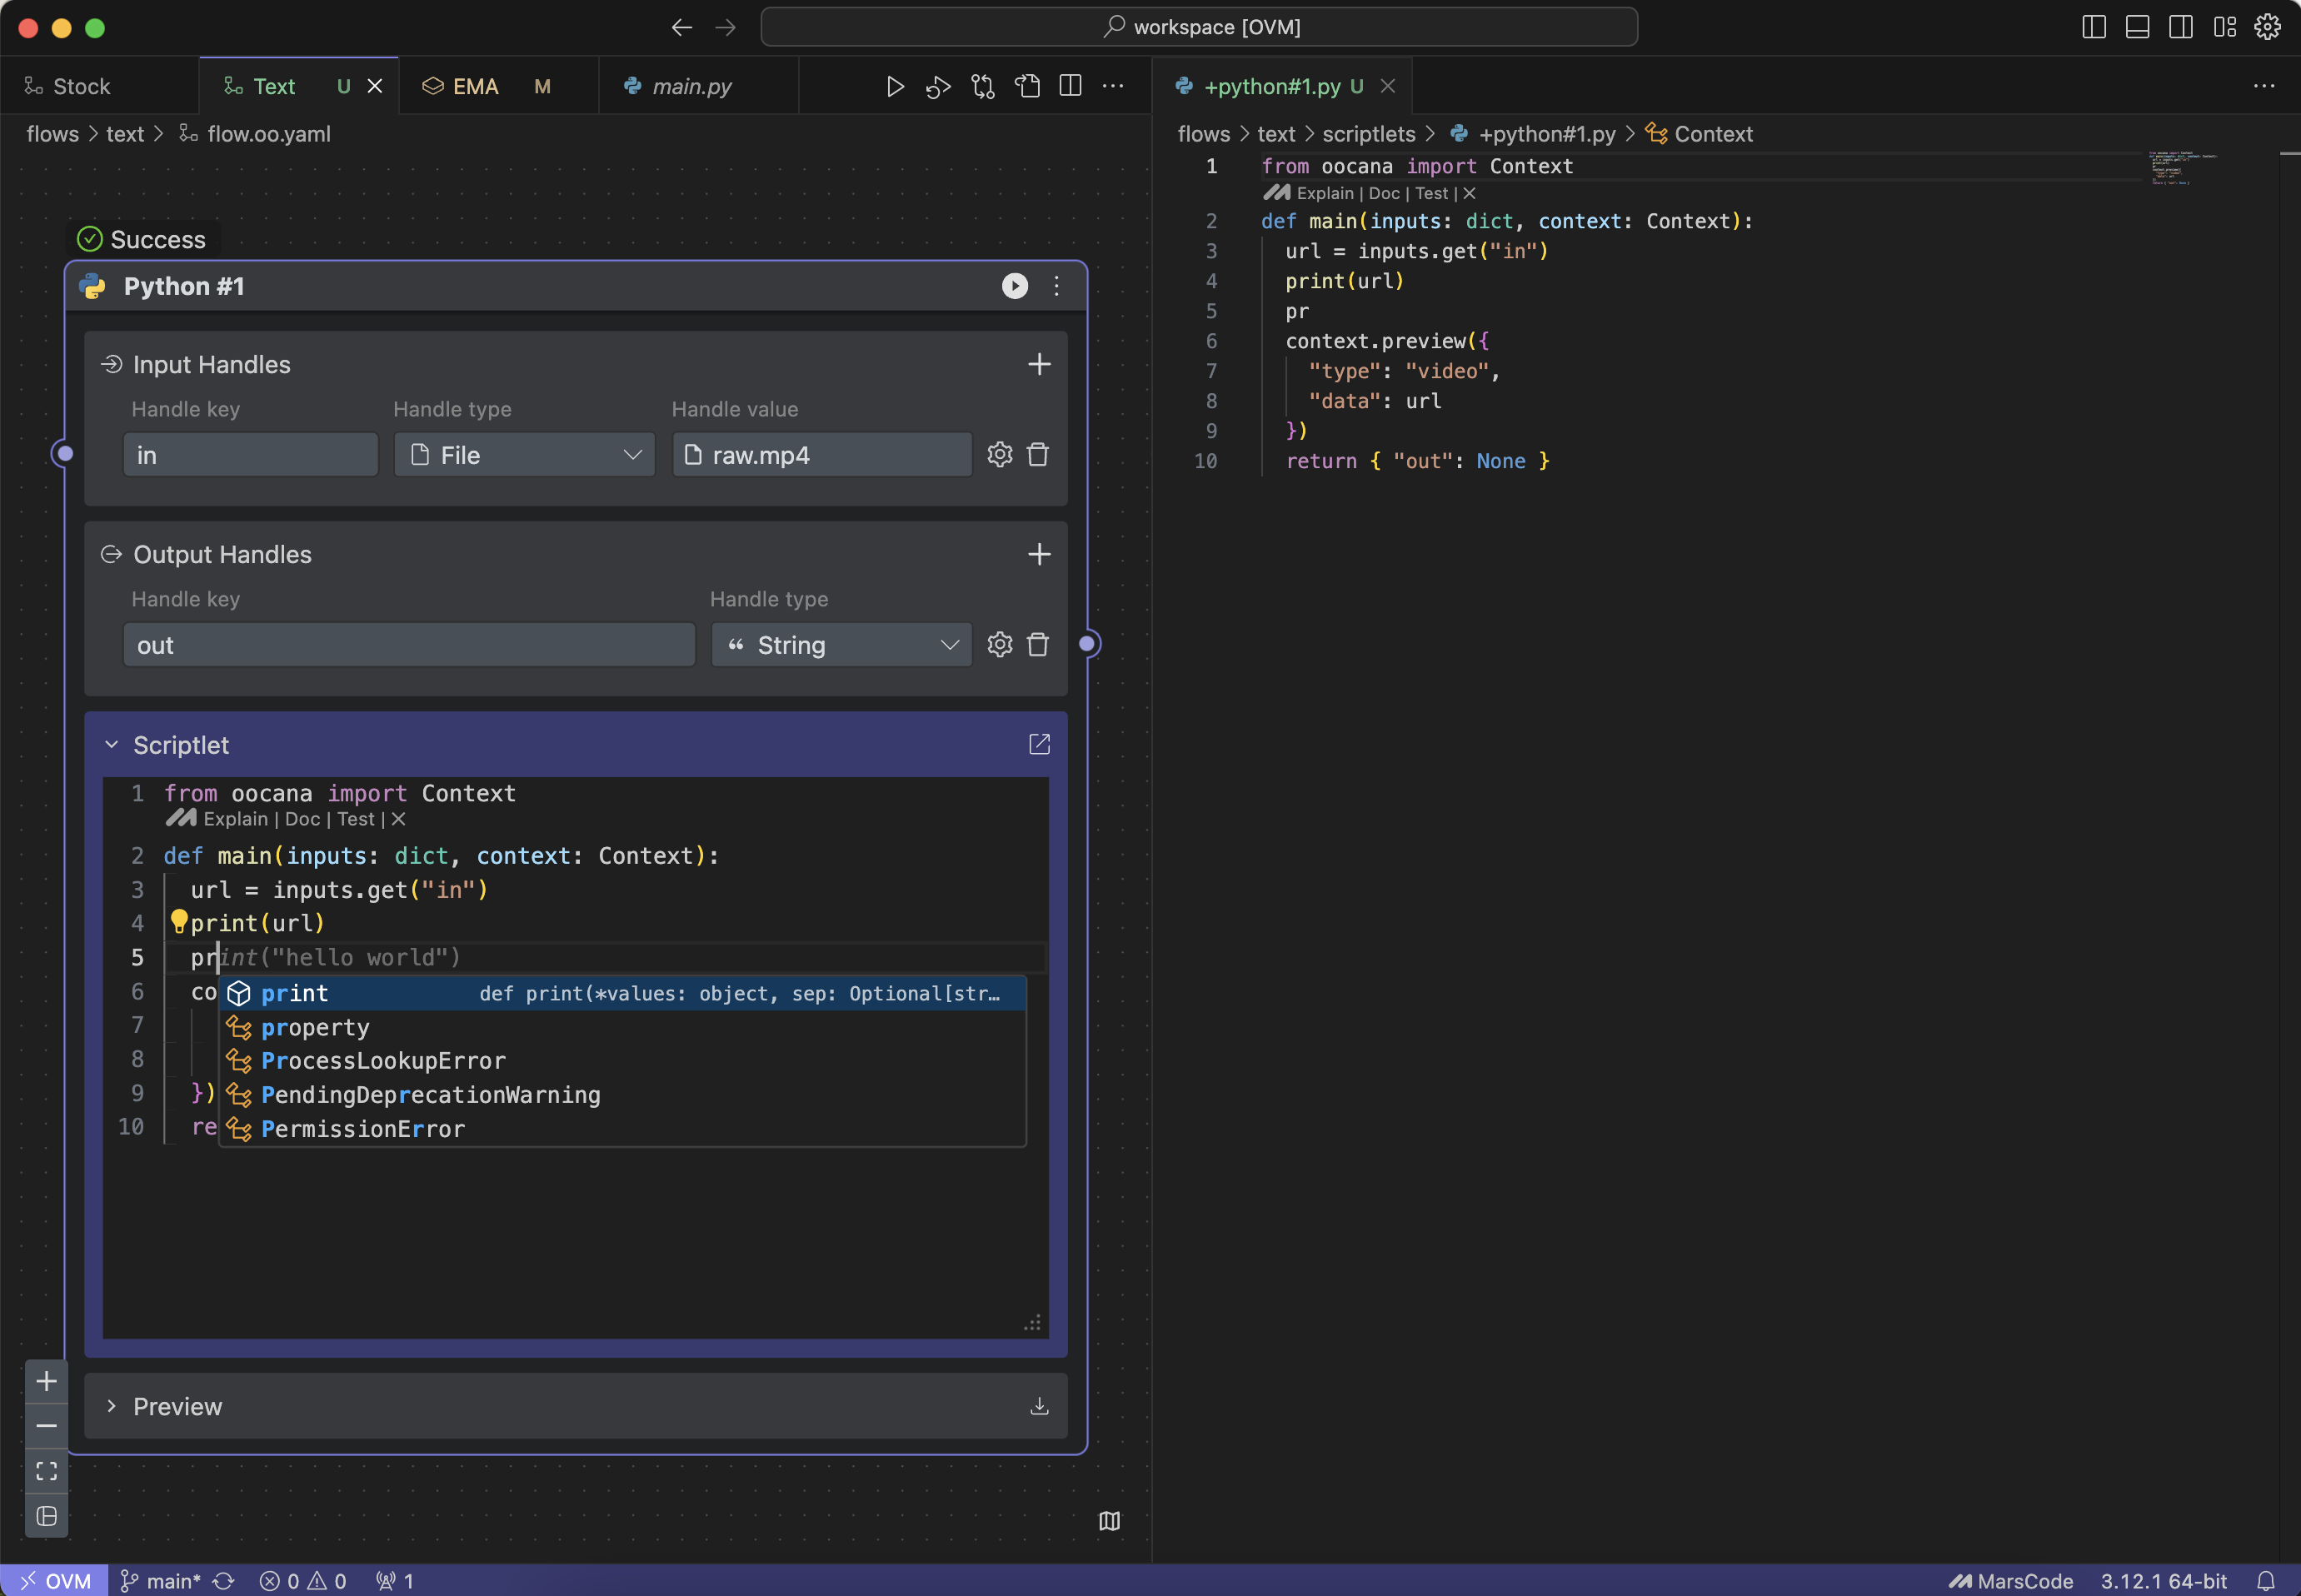 workspace [OVM]
Stock
Text U
EMA M
main.py
flows > text > flow.oo.yaml
Success
Python #1
Input Handles
Handle key Handle type Handle value
in File raw.mp4
Output Handles
Handle key Handle type
out String
Scriptlet
1 from oocana import Context
Explain | Doc | Test |
2 def main(inputs: dict, context: Context):
3 url = inputs.get("in")
4 print(url)
5 print("hello world")
6 co
print def print(*values: object, sep: Optional[str…
7
property
8
ProcessLookupError
9 })
PendingDeprecationWarning
10 re
PermissionError
Preview
+python#1.py U
flows > text > scriptlets > +python#1.py > Context
1 from oocana import Context
Explain | Doc | Test |
2 def main(inputs: dict, context: Context):
3 url = inputs.get("in")
4 print(url)
5 pr
6 context.preview({
7 "type": "video",
8 "data": url
9 })
10 return { "out": None }
OVM main* 0 0 1
MarsCode 3.12.1 64-bit